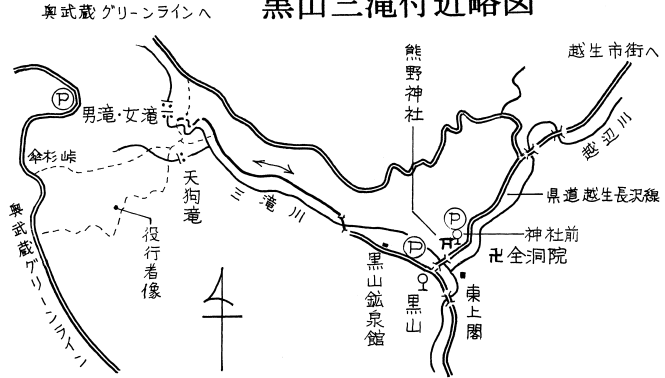 黒山三滝付近略図
奥武蔵グリーンラインへ
熊野神社
越生市街へ
Ⓟ
男滝・女滝
越辺川
傘杉峠
天狗滝
三滝川
県道越生長沢線
奥武蔵グリーンライン
役行者像
Ⓟ
Ⓟ
神社前
卍全洞院
黒山鉱泉館
黒山
東上閣